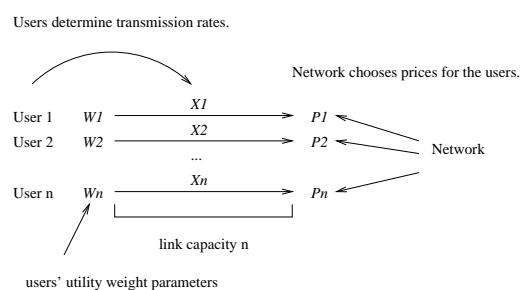 Users determine transmission rates.
Network chooses prices for the users.
User 1 W1 X1 P1
User 2 W2 X2 P2
...
Network
User n Wn Xn Pn
link capacity n
users' utility weight parameters